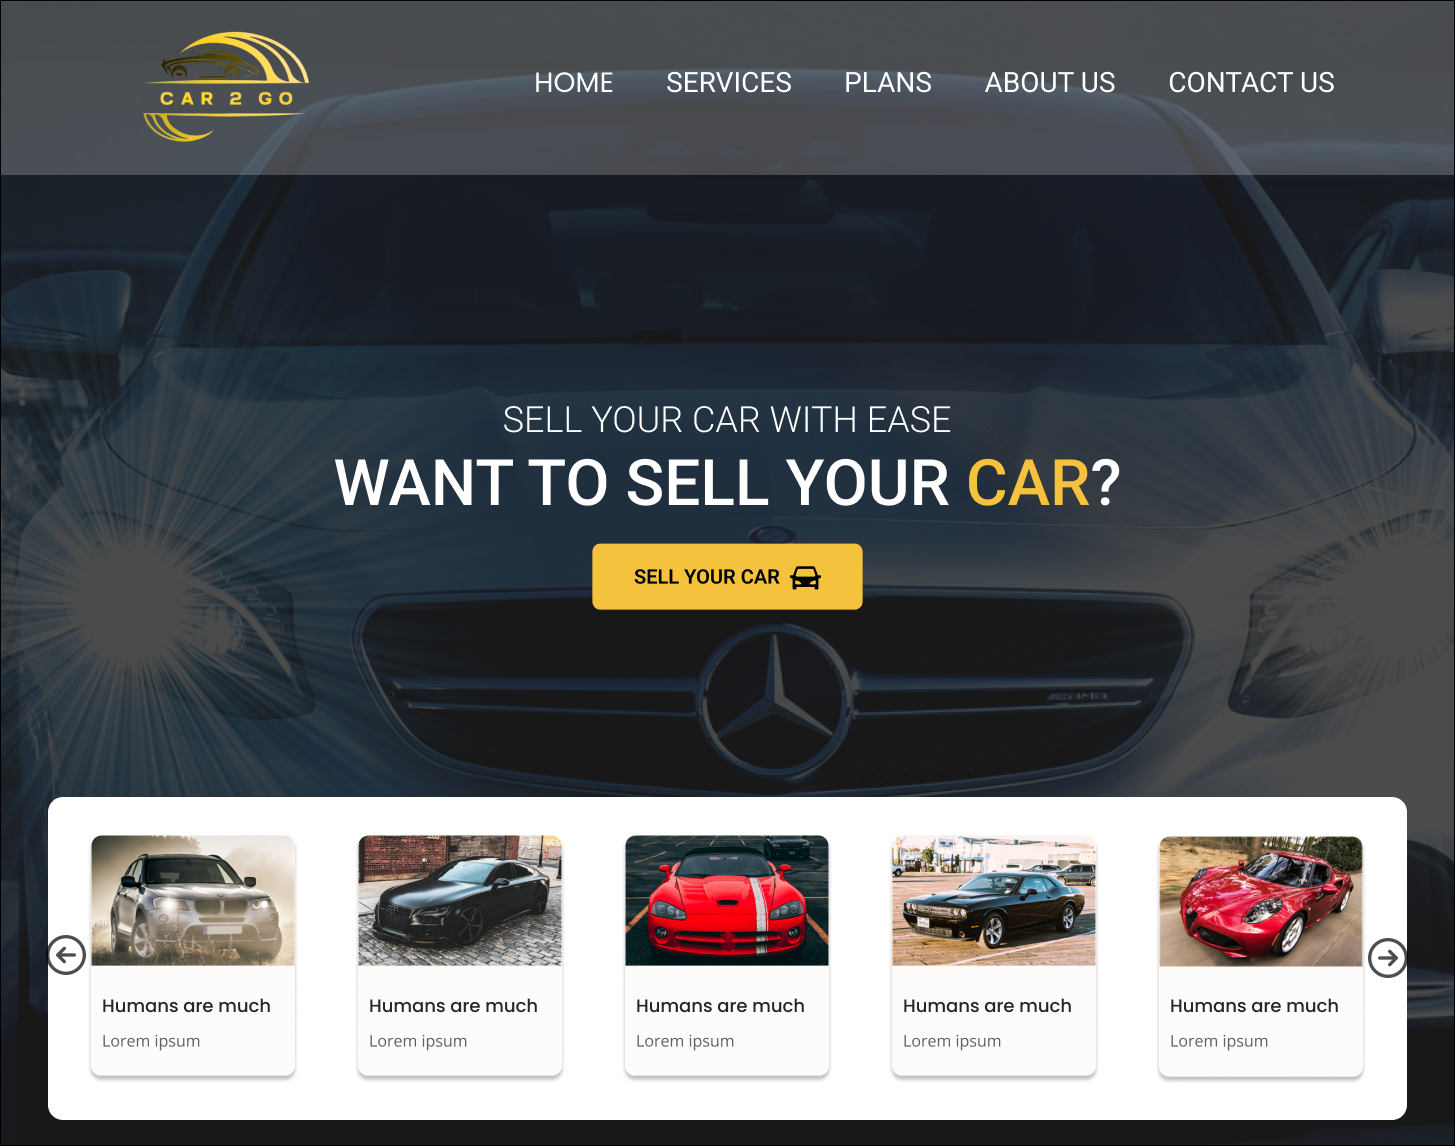 CAR 2 GO
HOME SERVICES PLANS ABOUT US CONTACT US
SELL YOUR CAR WITH EASE
WANT TO SELL YOUR CAR?
SELL YOUR CAR
AMG
Humans are much Humans are much Humans are much Humans are much Humans are much
Lorem ipsum Lorem ipsum Lorem ipsum Lorem ipsum Lorem ipsum